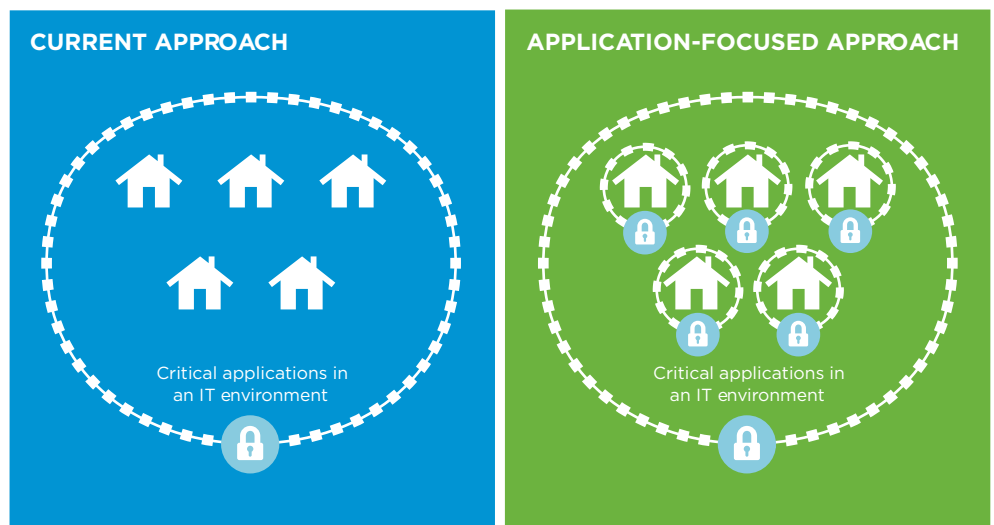 CURRENT APPROACH
Critical applications in
an IT environment
APPLICATION-FOCUSED APPROACH
Critical applications in
an IT environment